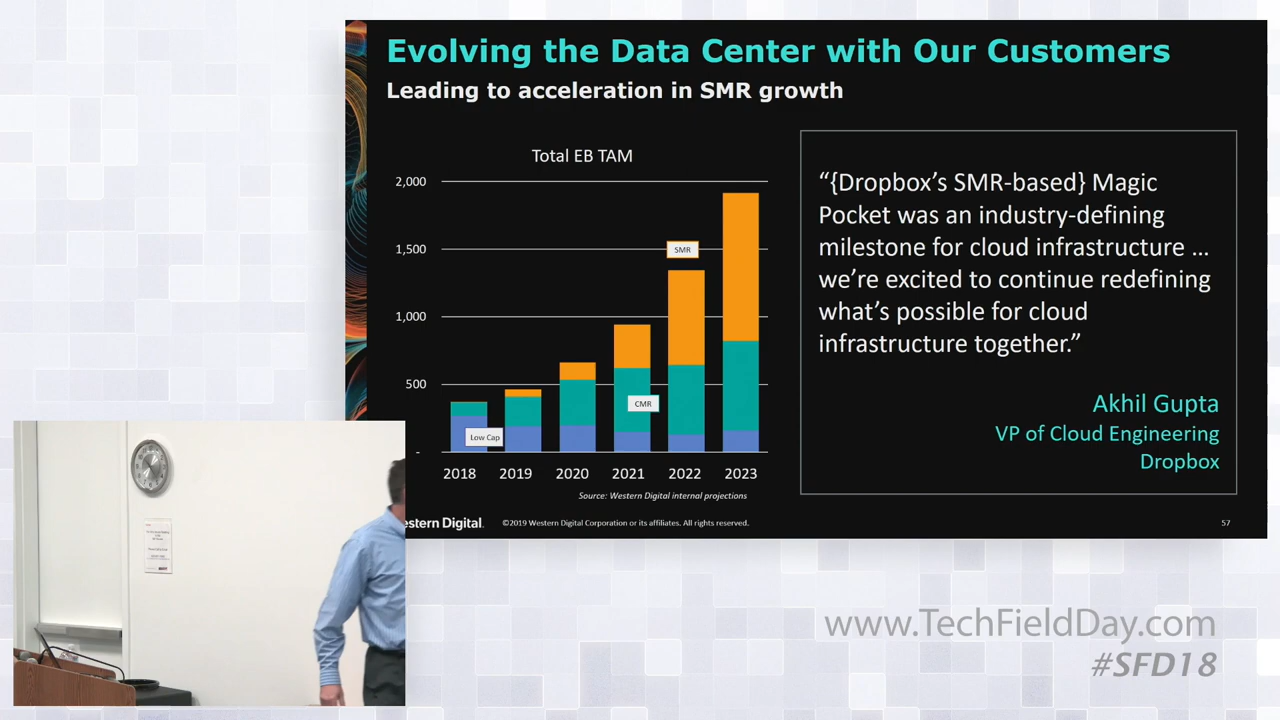 Evolving the Data Center with Our Customers
Leading to acceleration in SMR growth
Total EB TAM
2,000
1,500
1,000
500
-
SMR
CMR
Low Cap
2018 2019 2020 2021 2022 2023
Source: Western Digital internal projections
“{Dropbox’s SMR-based} Magic
Pocket was an industry-defining
milestone for cloud infrastructure ...
we’re excited to continue redefining
what’s possible for cloud
infrastructure together.”
Akhil Gupta
VP of Cloud Engineering
Dropbox
estern Digital.
©2019 Western Digital Corporation or its affiliates. All rights reserved.
57
www.TechFieldDay.com
#SFD18